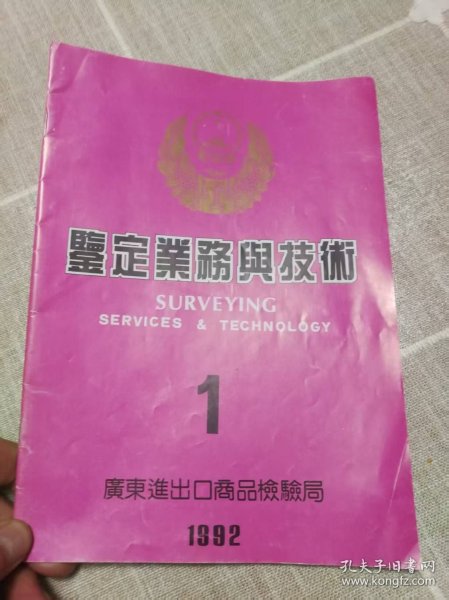 鑒定業務與技術
SURVEYING
SERVICES & TECHNOLOGY
1
廣東進出口商品檢驗局
1992
孔夫子旧书网
www.kongfz.com